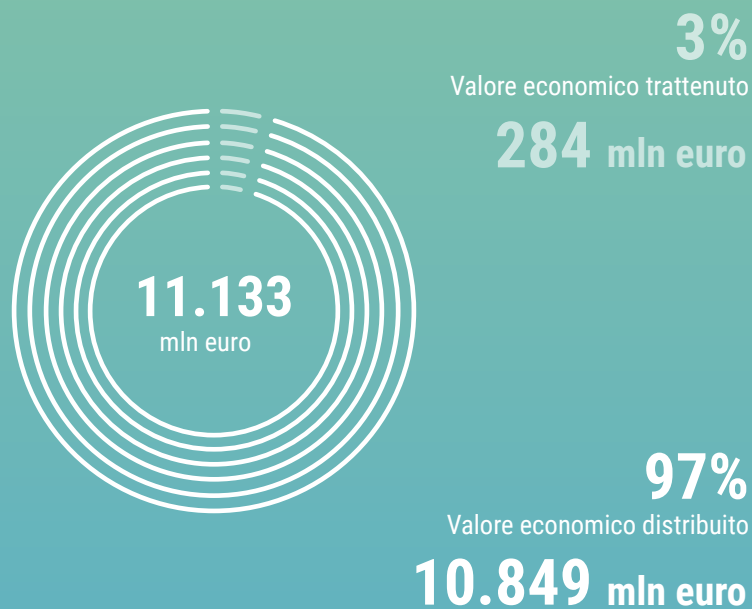 3%
Valore economico trattenuto
284 mln euro
11.133
mln euro
97%
Valore economico distribuito
10.849 mln euro